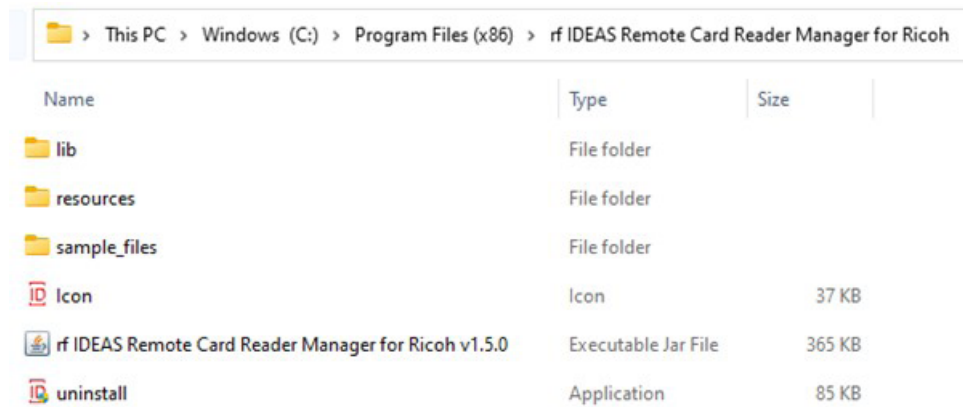 This PC > Windows (C:) > Program Files (x86) > rf IDEAS Remote Card Reader Manager for Ricoh
Name Type Size
lib File folder
resources File folder
sample_files File folder
Icon Icon 37 KB
rf IDEAS Remote Card Reader Manager for Ricoh v1.5.0 Executable Jar File 365 KB
uninstall Application 85 KB